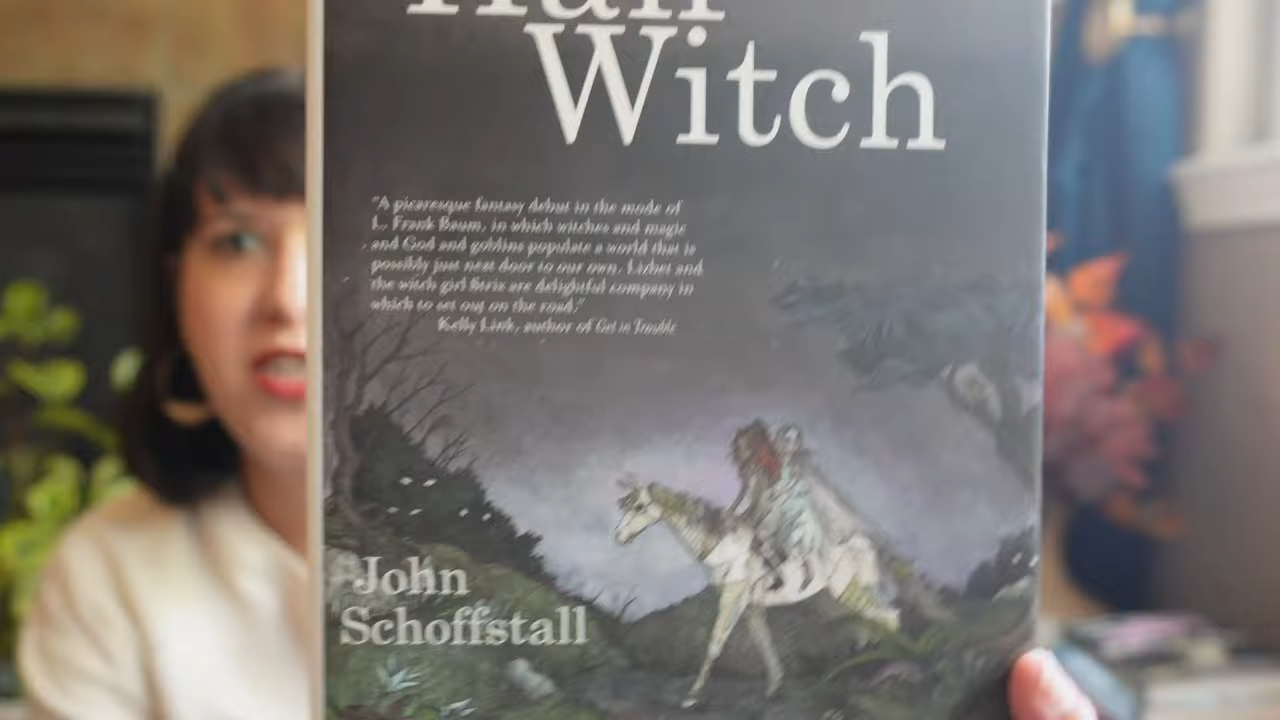 Half
Witch
"A picaresque fantasy debut in the mode of
L. Frank Baum, in which witches and magic
and God and goblins populate a world that is
possibly just next door to our own. Lizbet and
the witch girl Strix are delightful company in
which to set out on the road."
Kelly Link, author of Get in Trouble
John
Schoffstall